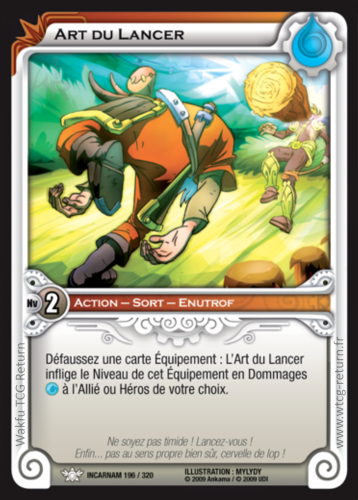 Art du Lancer
Nv 2
Action – Sort – Enutrof
Défaussez une carte Équipement : L'Art du Lancer
inflige le Niveau de cet Équipement en Dommages
à l'Allié ou Héros de votre choix.
Ne soyez pas timide ! Lancez-vous !
Enfin... pas au sens propre bien sûr, cervelle de Iop !
INCARNAM 196 / 320
ILLUSTRATION : MYLYDY
© 2009 Ankama / © 2009 UDI
Wakfu TCG Return
www.wtcg-return.fr